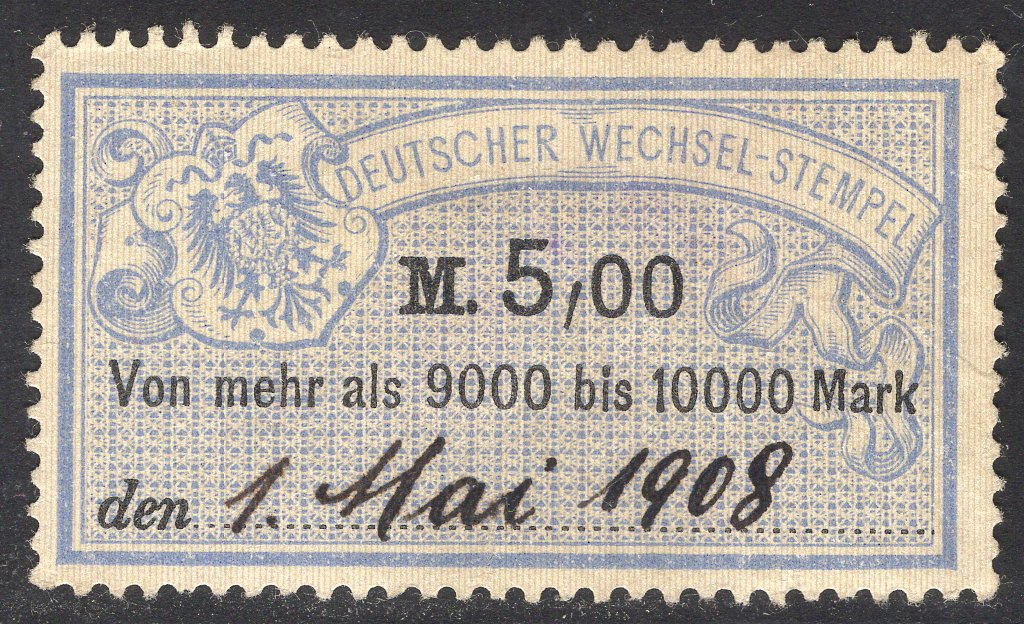 DEUTSCHER WECHSEL-STEMPEL
M. 5,00
Von mehr als 9000 bis 10000 Mark
den 1. Mai 1908